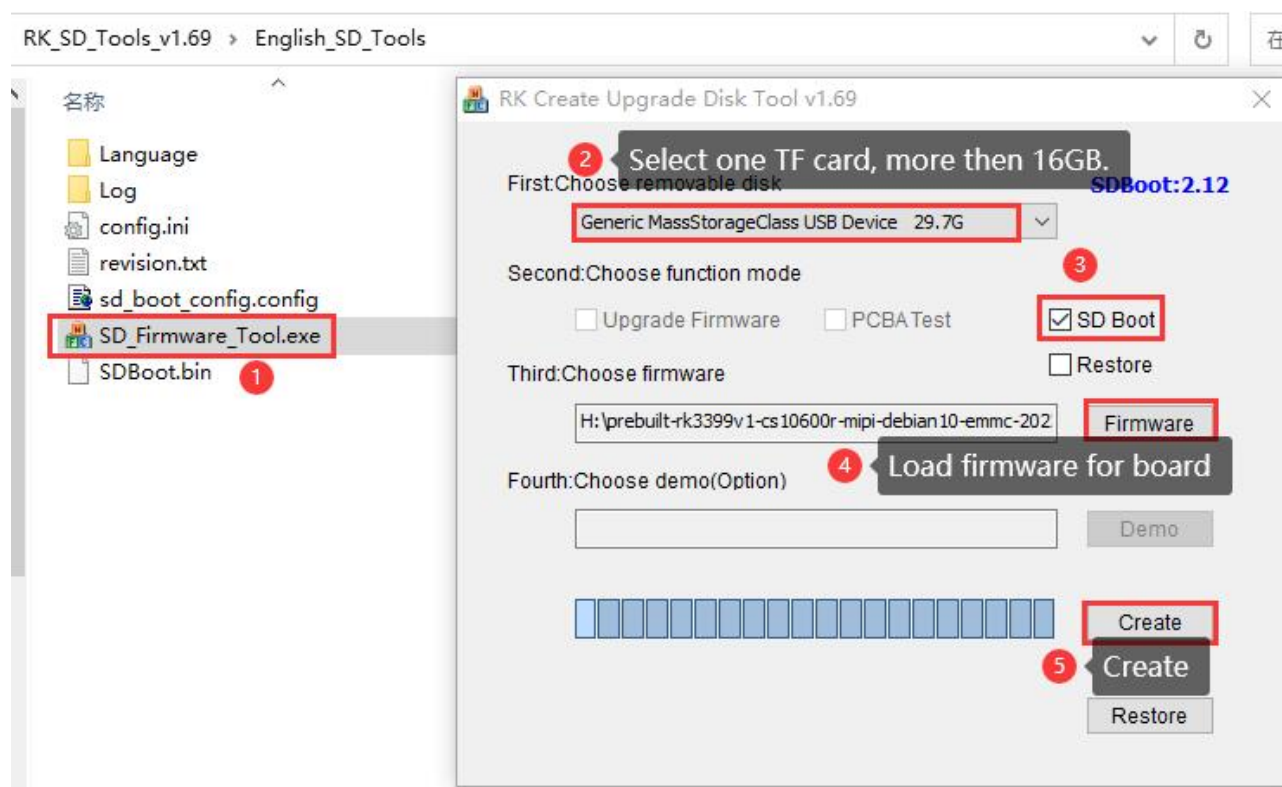 RK_SD_Tools_v1.69 › English_SD_Tools
在
名称
Language
Log
config.ini
revision.txt
sd_boot_config.config
SD_Firmware_Tool.exe
SDBoot.bin
1
RK Create Upgrade Disk Tool v1.69
2 Select one TF card, more then 16GB.
First:Choose removable disk
SDBoot:2.12
Generic MassStorageClass USB Device 29.7G
3
Second:Choose function mode
Upgrade Firmware PCBA Test SD Boot
Restore
Third:Choose firmware
H:\prebuilt-rk3399v1-cs10600r-mipi-debian10-emmc-202 Firmware
4 Load firmware for board
Fourth:Choose demo(Option)
Demo
Create
5 Create
Restore